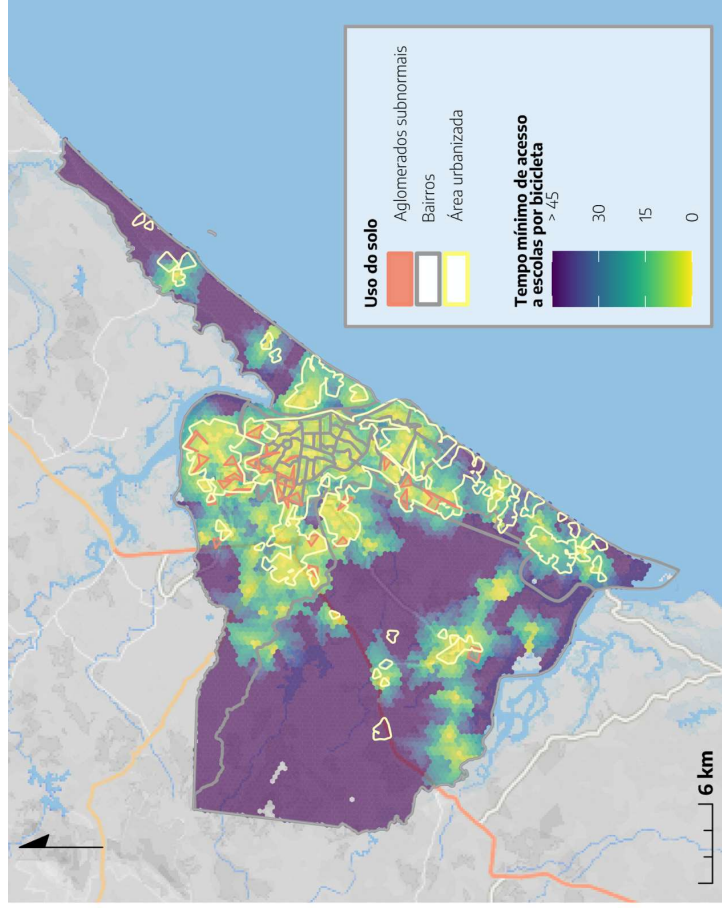 Uso do solo
Aglomerados subnormais
Bairros
Área urbanizada
Tempo mínimo de acesso
a escolas por bicicleta
> 45
30
15
0
6 km